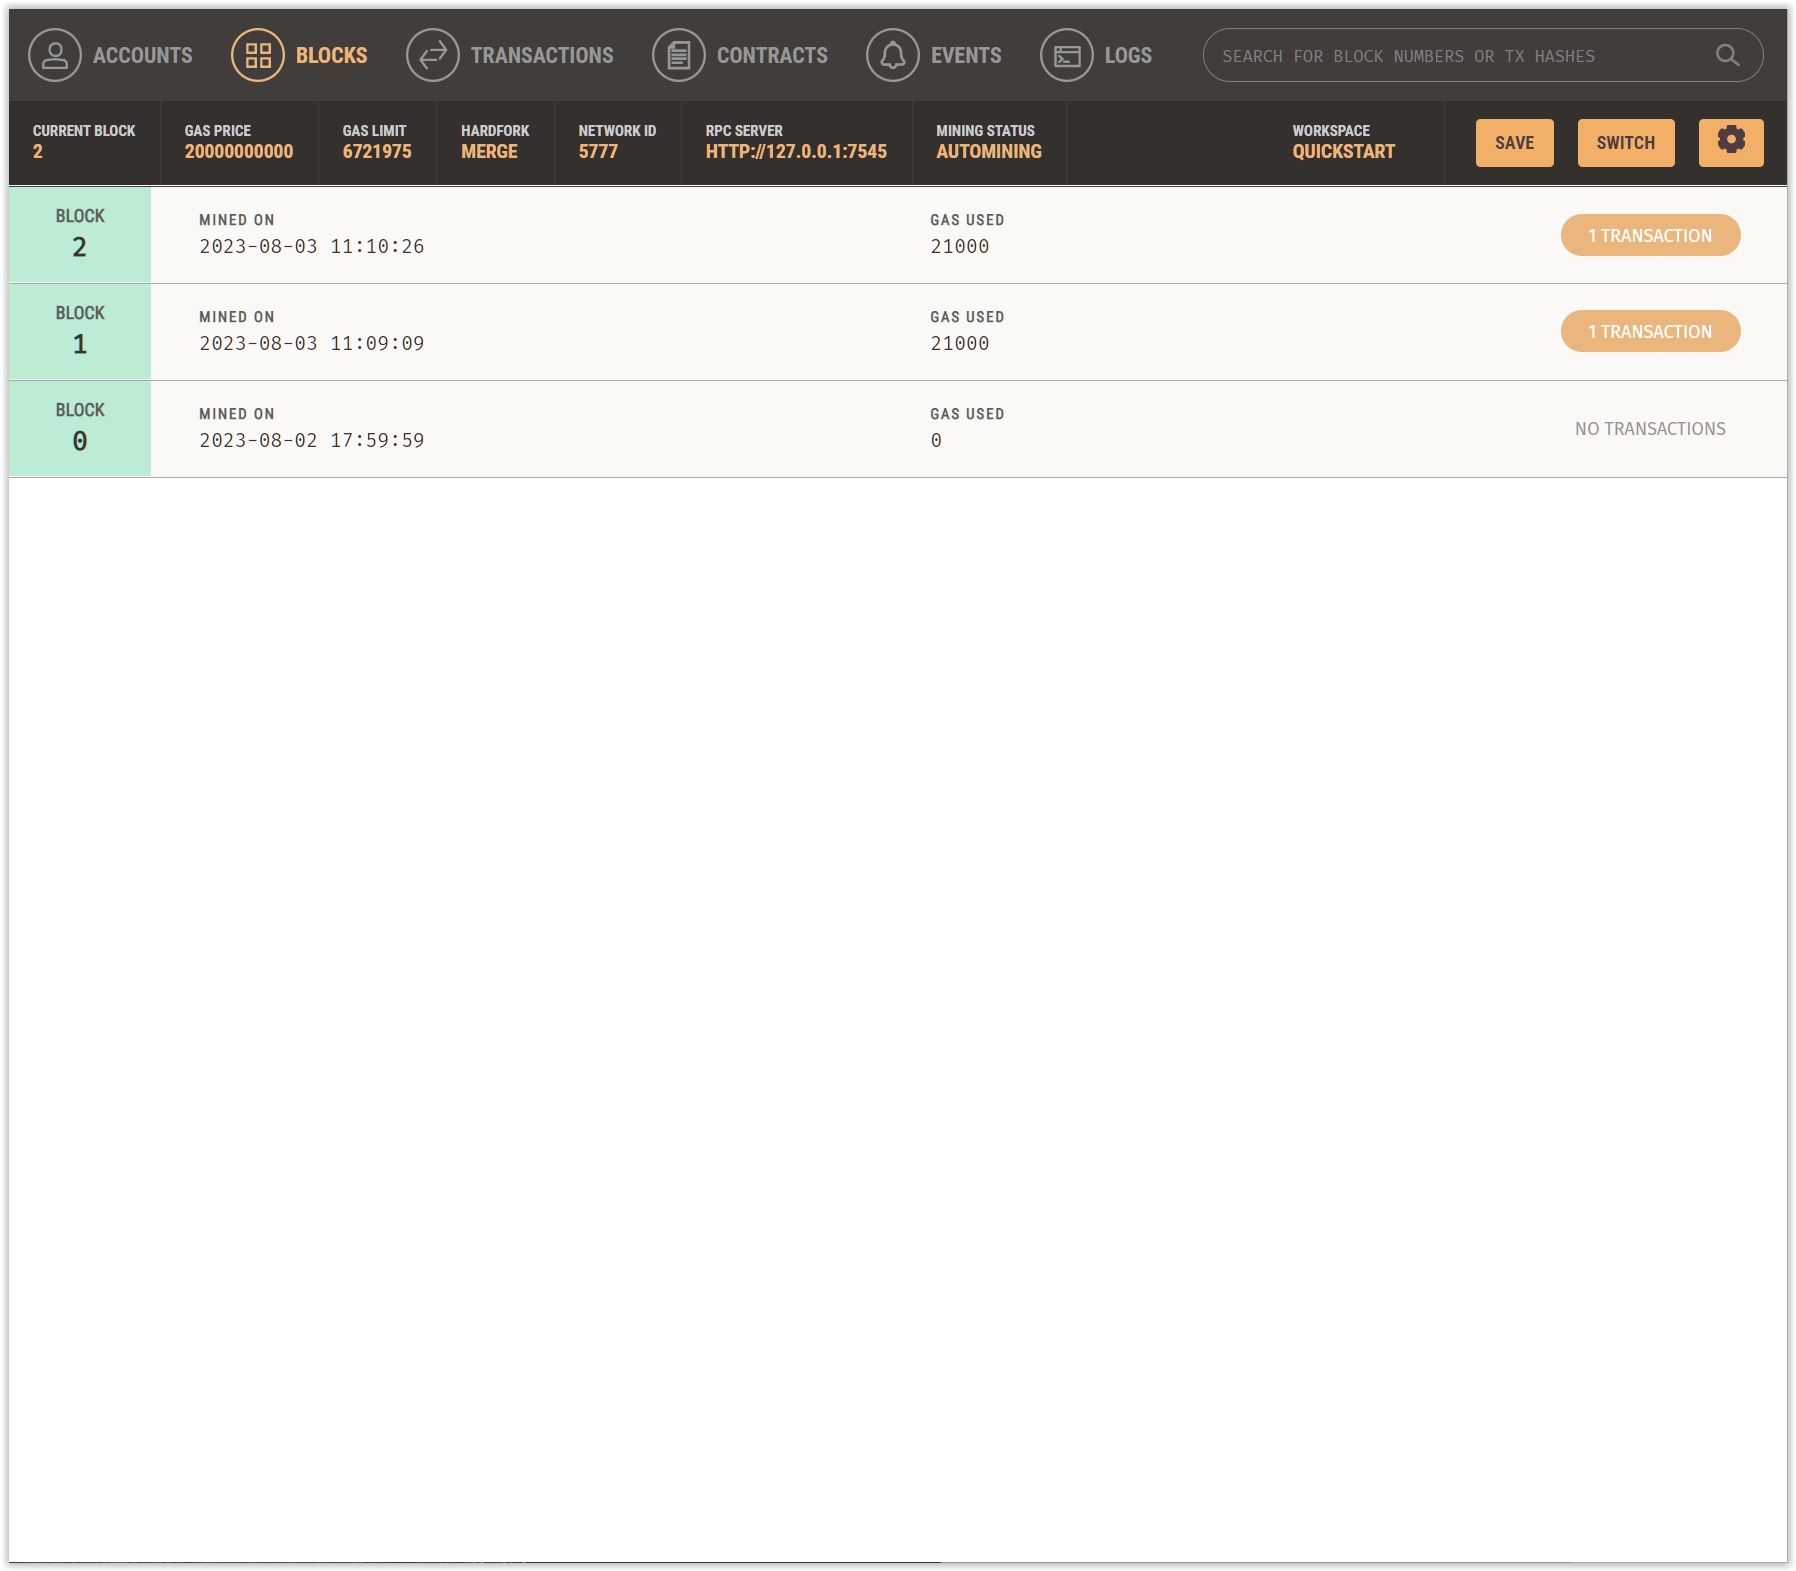 ACCOUNTS BLOCKS TRANSACTIONS CONTRACTS EVENTS LOGS SEARCH FOR BLOCK NUMBERS OR TX HASHES
CURRENT BLOCK GAS PRICE GAS LIMIT HARDFORK NETWORK ID RPC SERVER MINING STATUS WORKSPACE
2 20000000000 6721975 MERGE 5777 HTTP://127.0.0.1:7545 AUTOMINING QUICKSTART SAVE SWITCH
BLOCK MINED ON GAS USED
2 2023-08-03 11:10:26 21000 1 TRANSACTION
BLOCK MINED ON GAS USED
1 2023-08-03 11:09:09 21000 1 TRANSACTION
BLOCK MINED ON GAS USED
0 2023-08-02 17:59:59 0 NO TRANSACTIONS